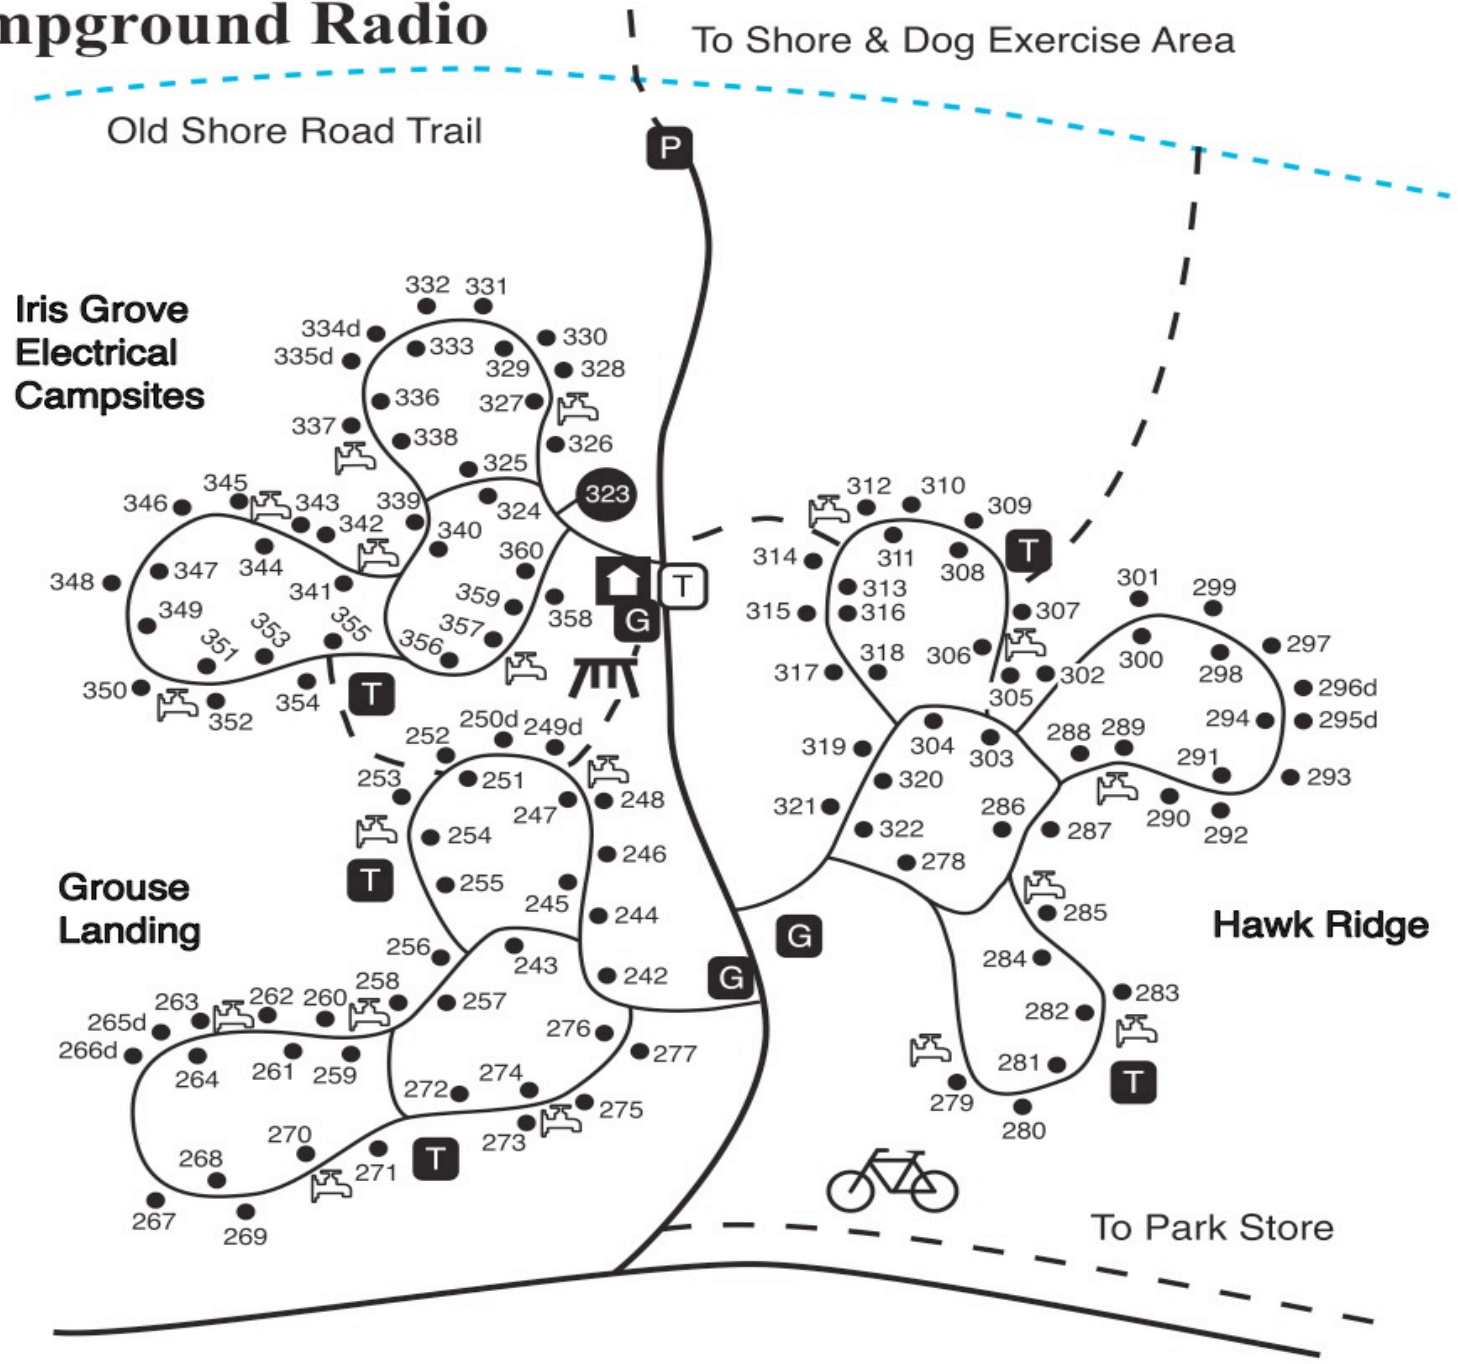 mpground Radio
To Shore & Dog Exercise Area
Old Shore Road Trail
P
Iris Grove
Electrical
Campsites
332 331
334d 330
335d 333 329 328
336 327
337 338 326
325
323
345 343 339 324
346 342 340
344 360
348 347 341 359 358
349 351 353 355 356 357
350 352 354
T
T
G
312 310 309
314 311 308 T
313 301 299
315 316 307
306 300 297
317 318 305 302 298
296d
319 304 303 288 289 294 295d
320 291 293
321 286
322 287 290 292
278
285
284
282 283
281
279 T
280
G
Hawk Ridge
252 250d 249d
253 251
247 248
254
246
T 255 245
244
Grouse
Landing
256 243
242 G
258
263 262 260 257
265d 276
266d 277
264 261 259
272 274
275
273
270 271 T
268
267 269
To Park Store